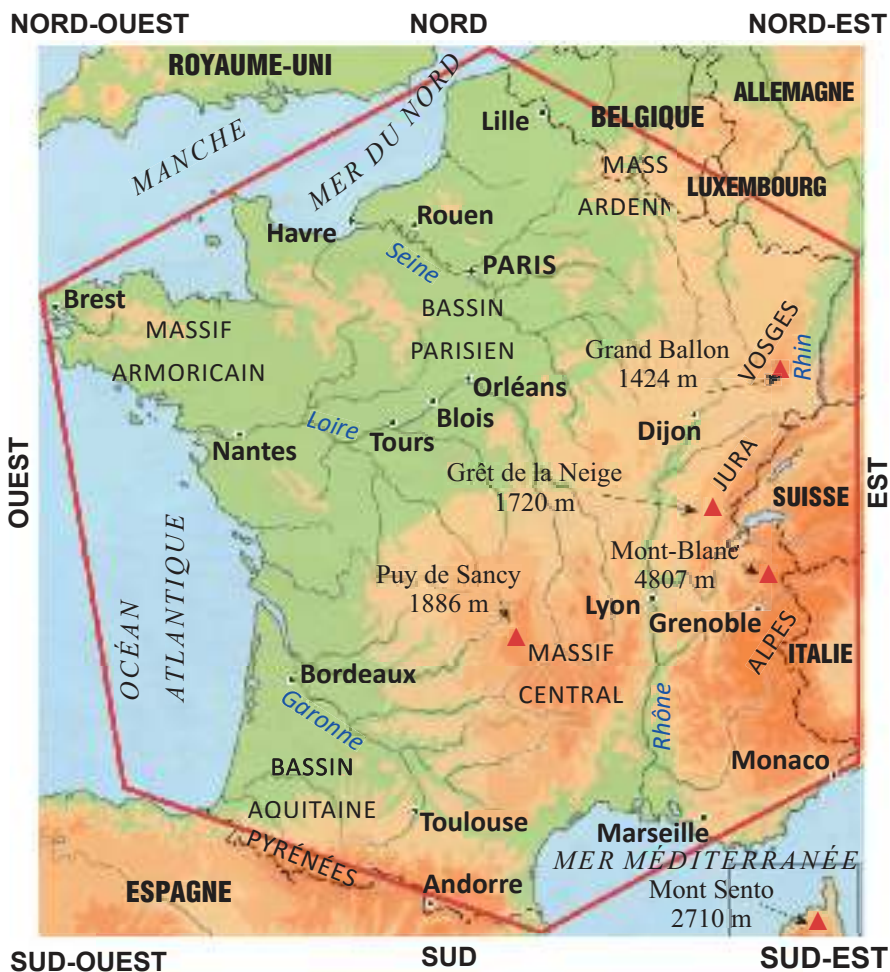 NORD-OUEST
NORD
NORD-EST
ROYAUME-UNI
ALLEMAGNE
BELGIQUE
Lille
MER DU NORD
MANCHE
MASS
LUXEMBOURG
ARDENN
Rouen
Havre
Seine
PARIS
Brest
BASSIN
PARISIEN
MASSIF
ARMORICAIN
Grand Ballon
1424 m
VOSGES
Rhin
Orléans
Blois
Loire
Tours
Dijon
Nantes
OUEST
EST
Grêt de la Neige
1720 m
JURA
SUISSE
Mont-Blanc
4807 m
Puy de Sancy
1886 m
Lyon
Grenoble
ALPES
ITALIE
OCÉAN
ATLANTIQUE
MASSIF
CENTRAL
Bordeaux
Garonne
Rhône
Monaco
BASSIN
AQUITAINE
Toulouse
Marseille
PYRÉNÉES
MER MÉDITERRANÉE
ESPAGNE
Andorre
Mont Sento
2710 m
SUD-OUEST
SUD
SUD-EST